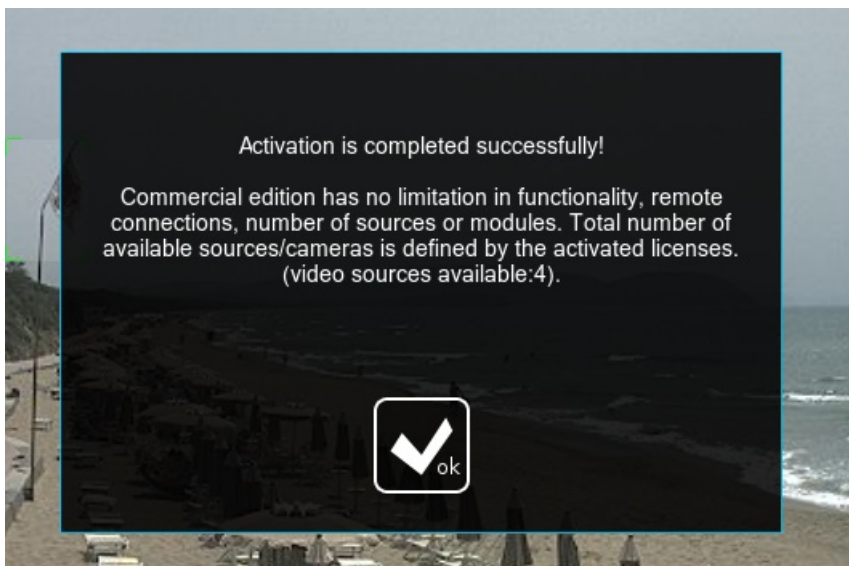 Activation is completed successfully!
Commercial edition has no limitation in functionality, remote
connections, number of sources or modules. Total number of
available sources/cameras is defined by the activated licenses.
(video sources available:4).
ok